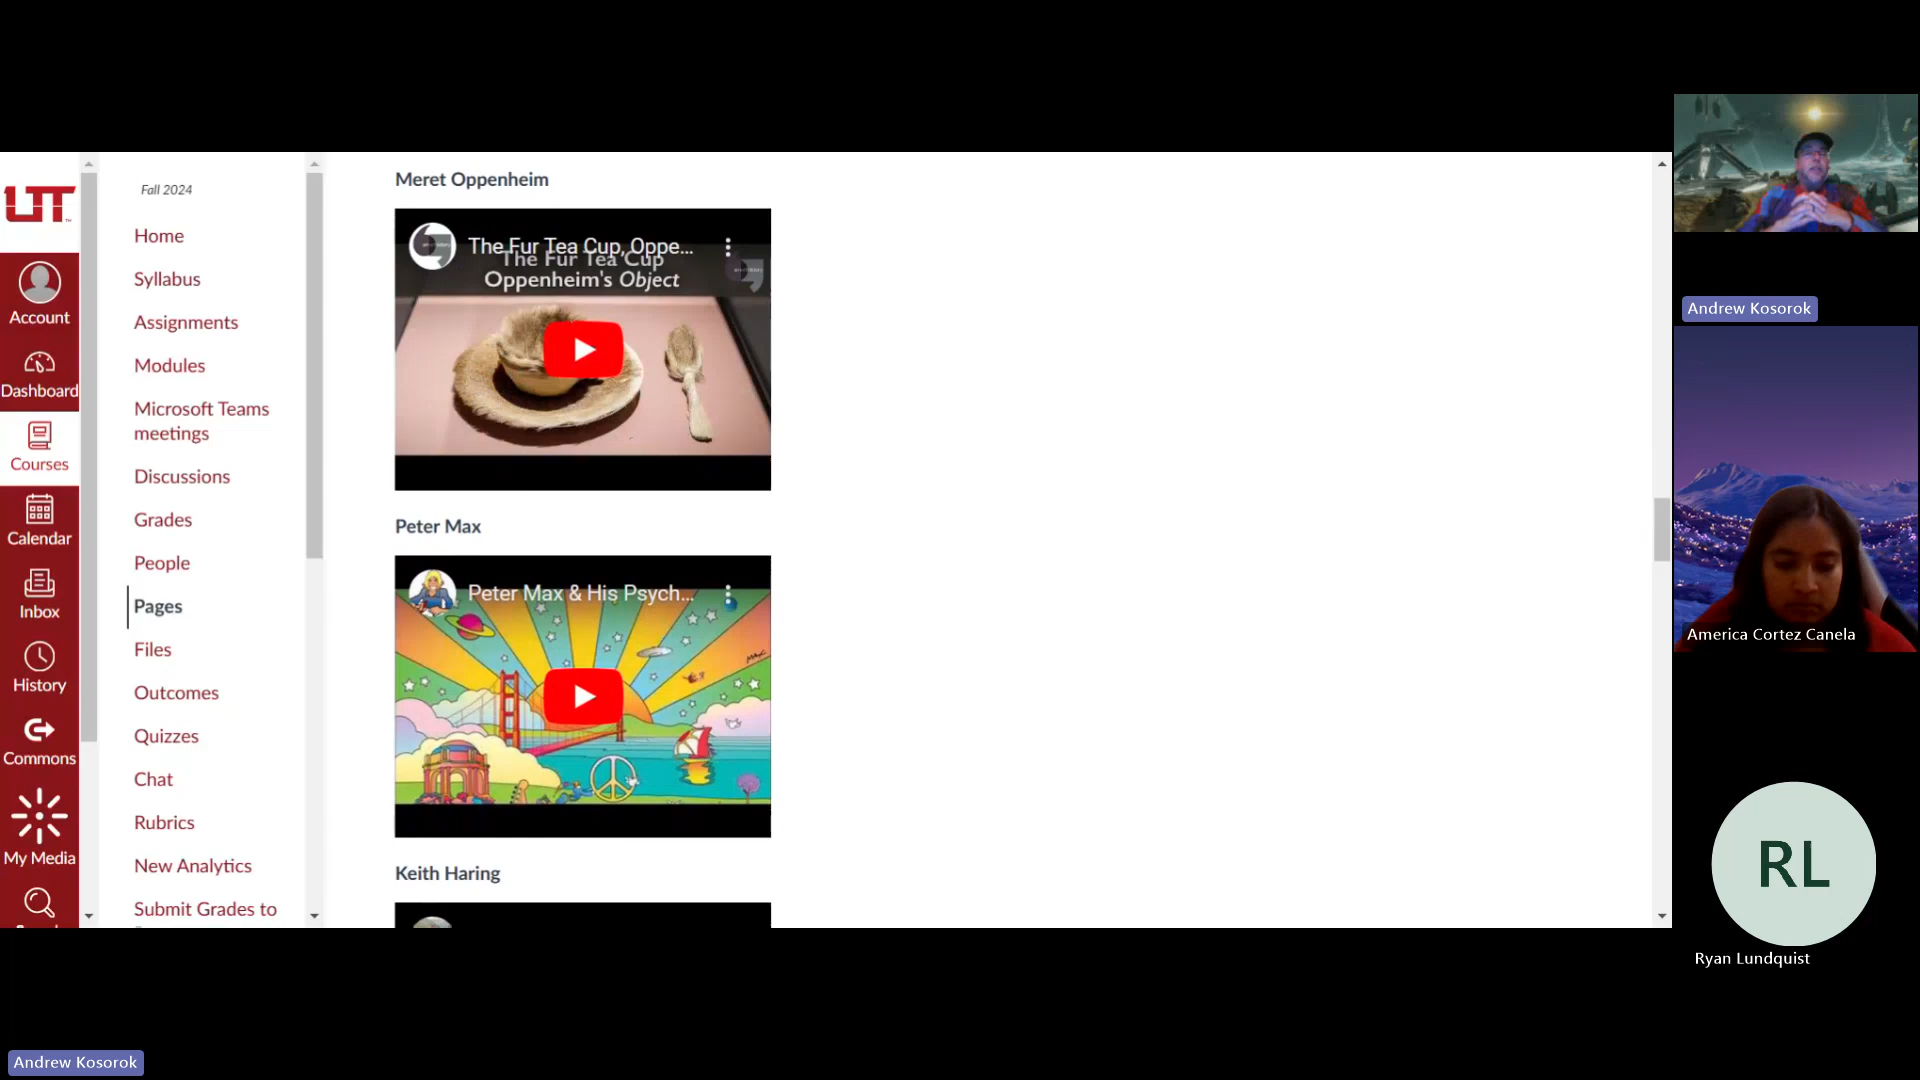 UT
Account
Dashboard
Courses
Calendar
Inbox
History
Commons
My Media
Fall 2024
Home
Syllabus
Assignments
Modules
Microsoft Teams
meetings
Discussions
Grades
People
Pages
Files
Outcomes
Quizzes
Chat
Rubrics
New Analytics
Submit Grades to
Meret Oppenheim
The Fur Tea Cup, Oppe...
The Fur Tea Cup
Oppenheim's Object
Peter Max
Peter Max & His Psych...
MAX
Keith Haring
Andrew Kosorok
America Cortez Canela
RL
Ryan Lundquist
Andrew Kosorok